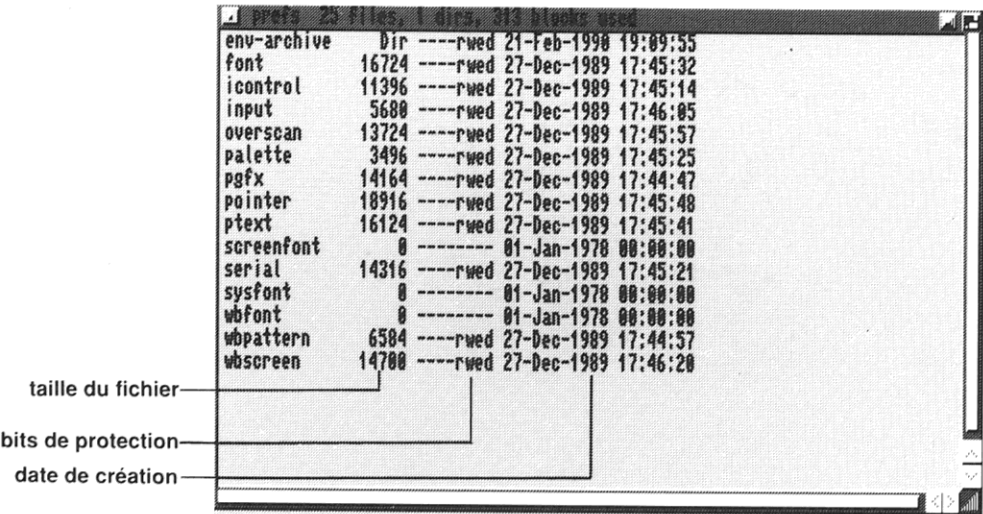 prefs 25 files, 1 dirs, 313 blocks used
env-archive Dir ----rwed 21-Feb-1990 19:09:55
font 16724 ----rwed 27-Dec-1989 17:45:32
icontrol 11396 ----rwed 27-Dec-1989 17:45:14
input 5680 ----rwed 27-Dec-1989 17:46:05
overscan 13724 ----rwed 27-Dec-1989 17:45:57
palette 3496 ----rwed 27-Dec-1989 17:45:25
pgfx 14164 ----rwed 27-Dec-1989 17:44:47
pointer 18916 ----rwed 27-Dec-1989 17:45:48
ptext 16124 ----rwed 27-Dec-1989 17:45:41
screenfont 0 -------- 01-Jan-1978 00:00:00
serial 14316 ----rwed 27-Dec-1989 17:45:21
sysfont 0 -------- 01-Jan-1978 00:00:00
wbfont 0 -------- 01-Jan-1978 00:00:00
wbpattern 6584 ----rwed 27-Dec-1989 17:44:57
wbscreen 14700 ----rwed 27-Dec-1989 17:46:20
taille du fichier
bits de protection
date de création